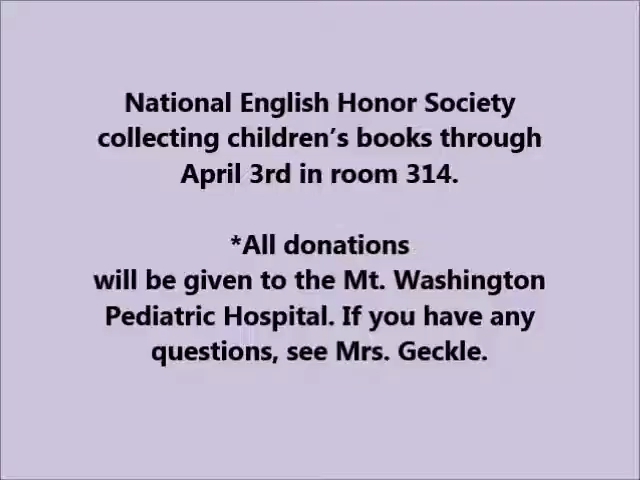 National English Honor Society
collecting children’s books through
April 3rd in room 314.
*All donations
will be given to the Mt. Washington
Pediatric Hospital. If you have any
questions, see Mrs. Geckle.